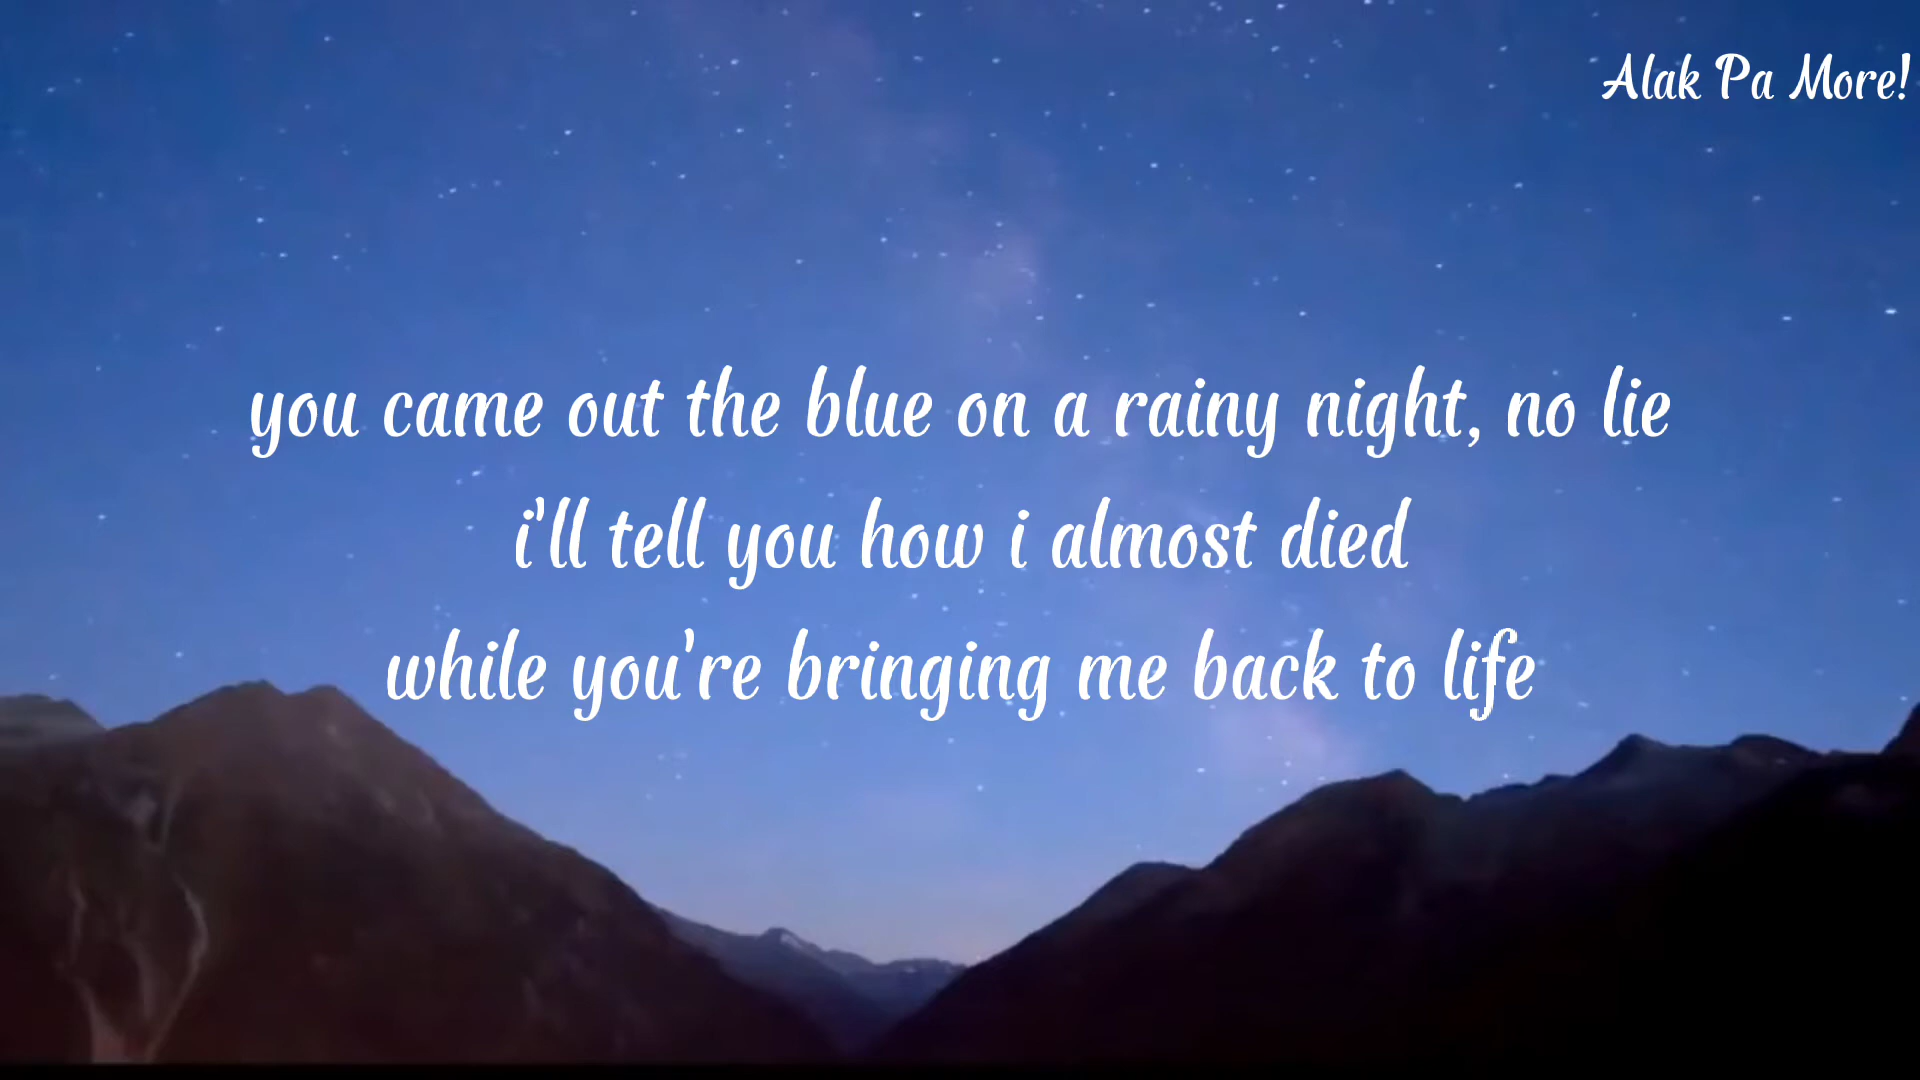 Alak Pa More!
you came out the blue on a rainy night, no lie
i'll tell you how i almost died
while you're bringing me back to life